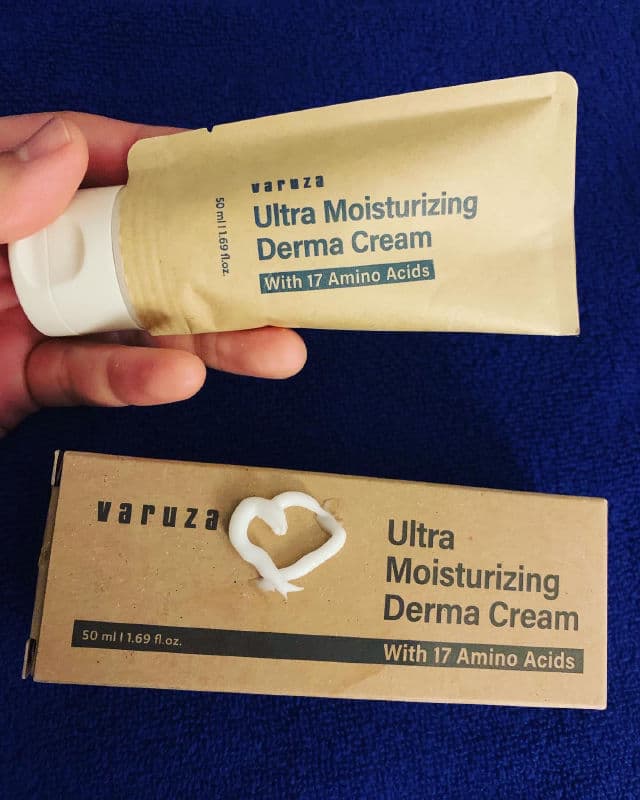 varuza
Ultra Moisturizing
Derma Cream
With 17 Amino Acids
50 ml | 1.69 fl.oz.
varuza
Ultra
Moisturizing
Derma Cream
50 ml | 1.69 fl.oz.
With 17 Amino Acids